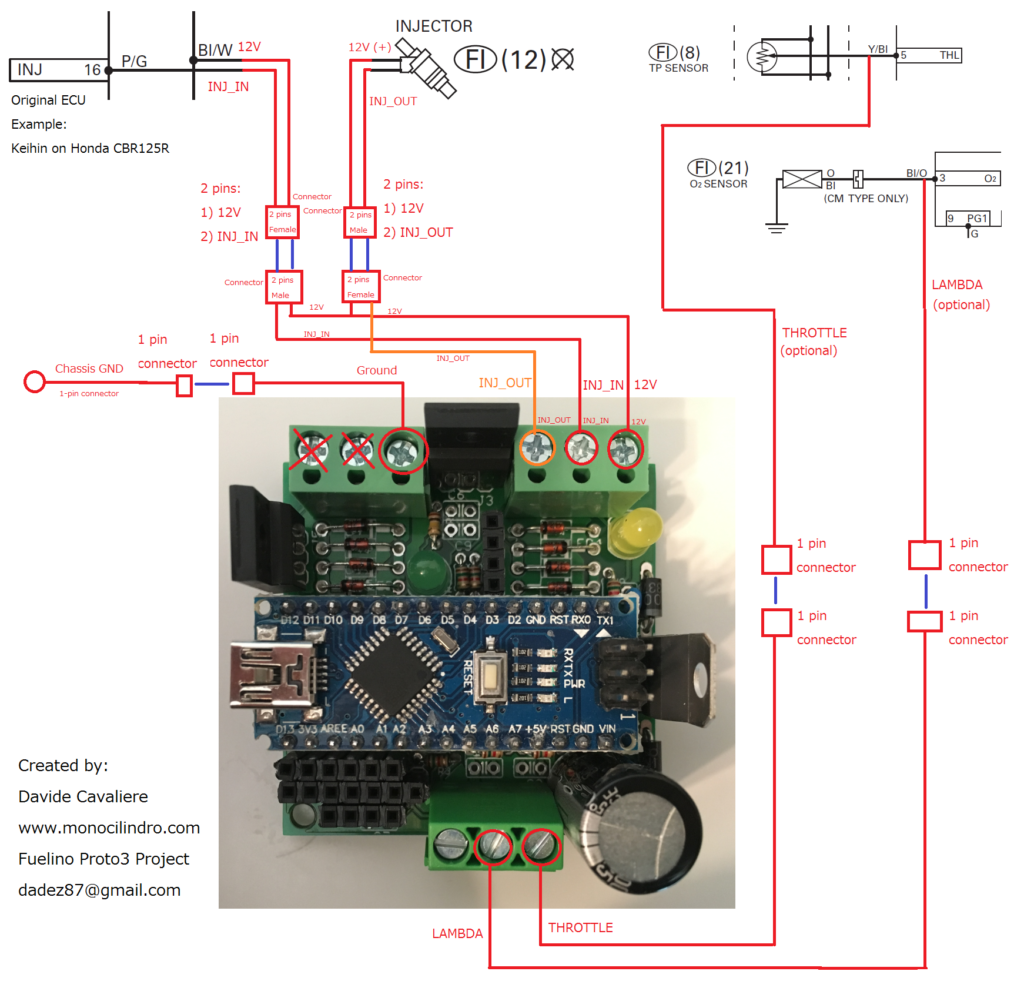 INJECTOR
BI/W 12V
P/G
INJ 16
INJ_IN
12V (+)
FI (12)
INJ_OUT
Original ECU
Example:
Keihin on Honda CBR125R
FI (8)
TP SENSOR
Y/BI
5 THL
FI (21)
O2 SENSOR
O
BI
(CM TYPE ONLY)
BI/O
3 O2
9 PG1
G
2 pins:
1) 12V
2) INJ_IN
Connector
2 pins
Female
Connector
2 pins
Male
2 pins:
1) 12V
2) INJ_OUT
Connector
2 pins
Male
2 pins
Female
Connector
12V
12V
INJ_IN
INJ_OUT
LAMBDA
(optional)
THROTTLE
(optional)
1 pin
connector
1 pin
connector
Chassis GND
1-pin connector
Ground
INJ_OUT
INJ_IN
12V
INJ_OUT
INJ_IN
12V
J3
C6
D12 D11 D10 D9 D8 D7 D6 D5 D4 D3 D2 GND RST RX0 TX1
RESET
RX
TX
PWR
L
1
D13 3V3 AREF A0 A1 A2 A3 A4 A5 A6 A7 +5V RST GND VIN
1 pin
connector
1 pin
connector
1 pin
connector
1 pin
connector
Created by:
Davide Cavaliere
www.monocilindro.com
Fuelino Proto3 Project
dadez87@gmail.com
LAMBDA
THROTTLE